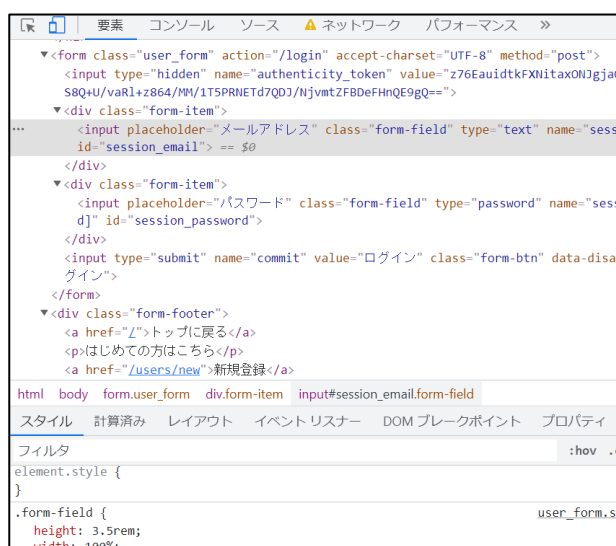 要素 コンソール ソース ネットワーク パフォーマンス »
▼<form class="user_form" action="/login" accept-charset="UTF-8" method="post">
<input type="hidden" name="authenticity_token" value="z76EauidtkFXNitaxONJgja
S8Q+U/vaRl+z864/MM/1T5PRNETd7QDJ/NjvmtZFBDeFHnQE9gQ==">
▼<div class="form-item">
… <input placeholder="メールアドレス" class="form-field" type="text" name="sess
id="session_email"> == $0
</div>
▼<div class="form-item">
<input placeholder="パスワード" class="form-field" type="password" name="ses
d]" id="session_password">
</div>
<input type="submit" name="commit" value="ログイン" class="form-btn" data-disa
グイン">
</form>
▼<div class="form-footer">
<a href="/">トップに戻る</a>
<p>はじめての方はこちら</p>
<a href="/users/new">新規登録</a>
html body form.user_form div.form-item input#session_email.form-field
スタイル 計算済み レイアウト イベント リスナー DOM ブレークポイント プロパティ
フィルタ :hov
element.style {
}
.form-field { user_form.s
height: 3.5rem;
width: 100%;